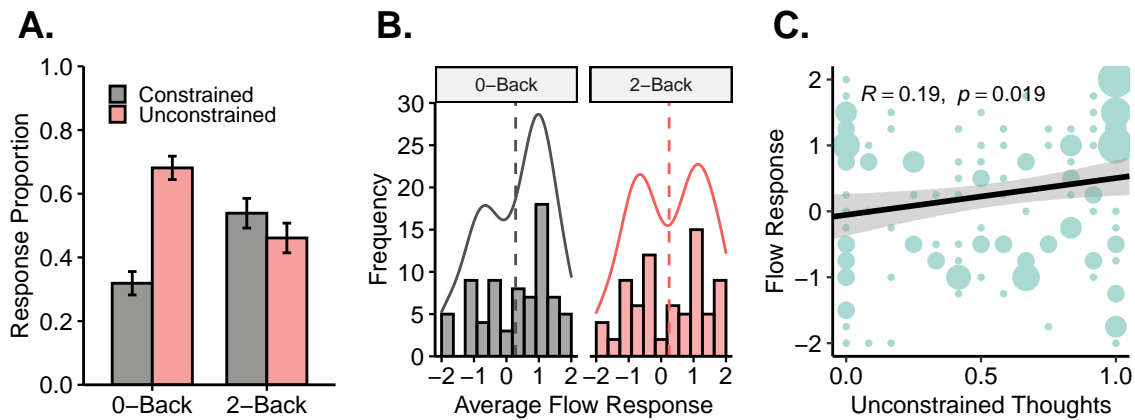 A.
1.0
0.8
0.6
0.4
0.2
0.0
Response Proportion
Constrained
Unconstrained
0−Back
2−Back
B.
0−Back
2−Back
30
25
20
15
10
5
0
Frequency
−2 −1 0 1 2
−2 −1 0 1 2
Average Flow Response
C.
R = 0.19, p = 0.019
2
1
0
−1
−2
Flow Response
0.0 0.5 1.0
Unconstrained Thoughts